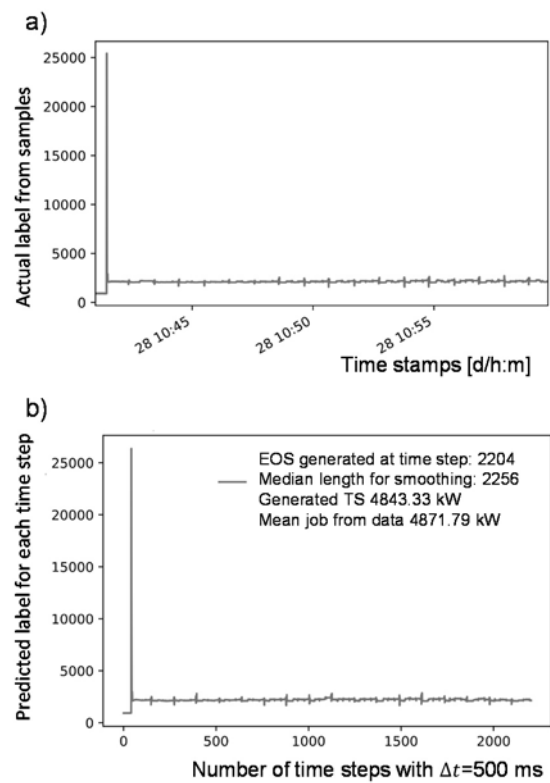 a)
Actual label from samples
25000
20000
15000
10000
5000
0
28 10:45
28 10:50
28 10:55
Time stamps [d/h:m]
b)
Predicted label for each time step
25000
20000
15000
10000
5000
0
EOS generated at time step: 2204
Median length for smoothing: 2256
Generated TS 4843.33 kW
Mean job from data 4871.79 kW
0
500
1000
1500
2000
Number of time steps with Δt=500 ms